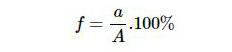 f = a/A .100%